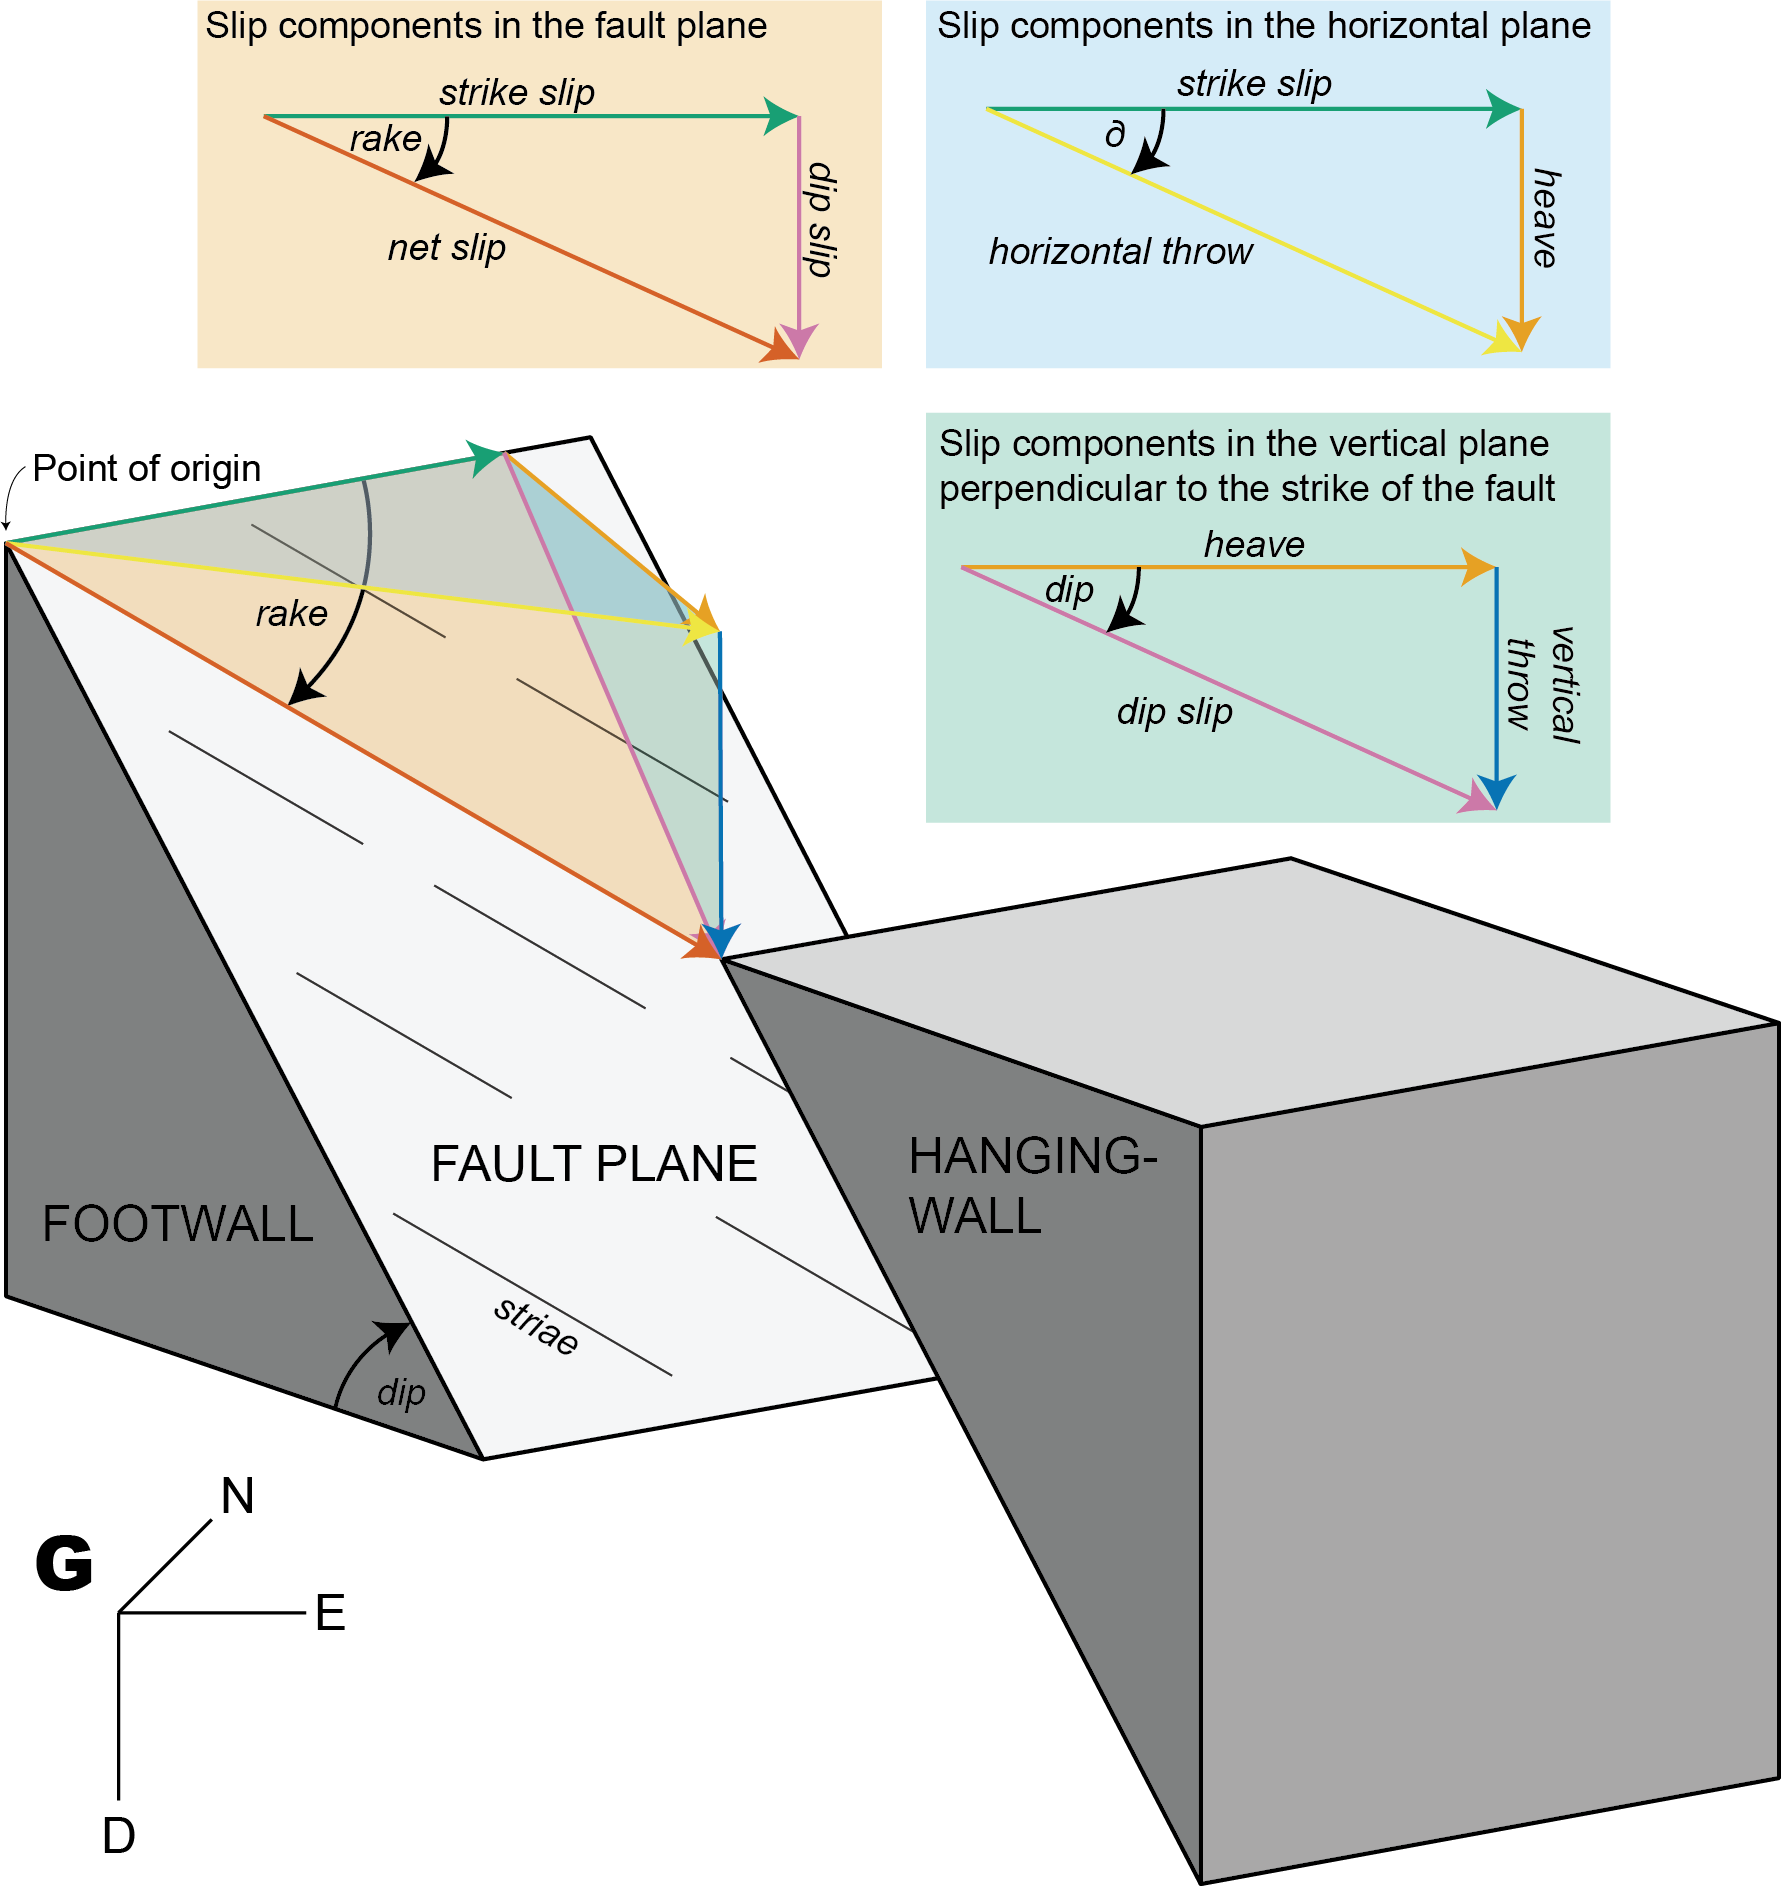 Slip components in the fault plane
strike slip
rake
dip slip
net slip
Slip components in the horizontal plane
strike slip
∂
heave
horizontal throw
Slip components in the vertical plane
perpendicular to the strike of the fault
heave
dip
vertical
throw
dip slip
Point of origin
rake
FAULT PLANE
HANGING-
WALL
FOOTWALL
striae
dip
N
G
E
D